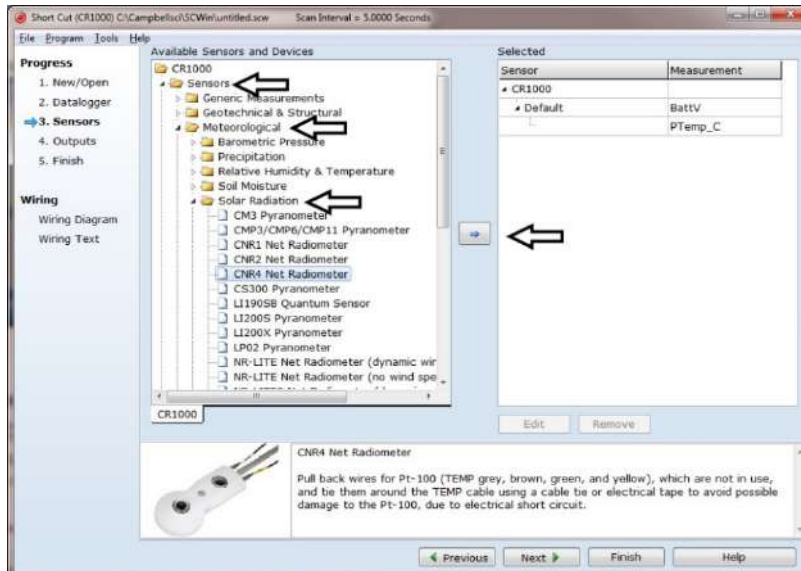 Short Cut (CR1000) C:\Campbellsci\SCWin\untitled.scw Scan Interval = 5.0000 Seconds
File Program Tools Help
Progress
1. New/Open
2. Datalogger
3. Sensors
4. Outputs
5. Finish
Wiring
Wiring Diagram
Wiring Text
Available Sensors and Devices
CR1000
Sensors
Generic Measurements
Geotechnical & Structural
Meteorological
Barometric Pressure
Precipitation
Relative Humidity & Temperature
Soil Moisture
Solar Radiation
CM3 Pyranometer
CMP3/CMP6/CMP11 Pyranometer
CNR1 Net Radiometer
CNR2 Net Radiometer
CNR4 Net Radiometer
CS300 Pyranometer
LI190SB Quantum Sensor
LI200S Pyranometer
LI200X Pyranometer
LP02 Pyranometer
NR-LITE Net Radiometer (dynamic wir
NR-LITE Net Radiometer (no wind spe
CR1000
Selected
Sensor Measurement
CR1000
Default BattV
PTemp_C
Edit Remove
CNR4 Net Radiometer
Pull back wires for Pt-100 (TEMP grey, brown, green, and yellow), which are not in use,
and tie them around the TEMP cable using a cable tie or electrical tape to avoid possible
damage to the Pt-100, due to electrical short circuit.
Previous Next Finish Help